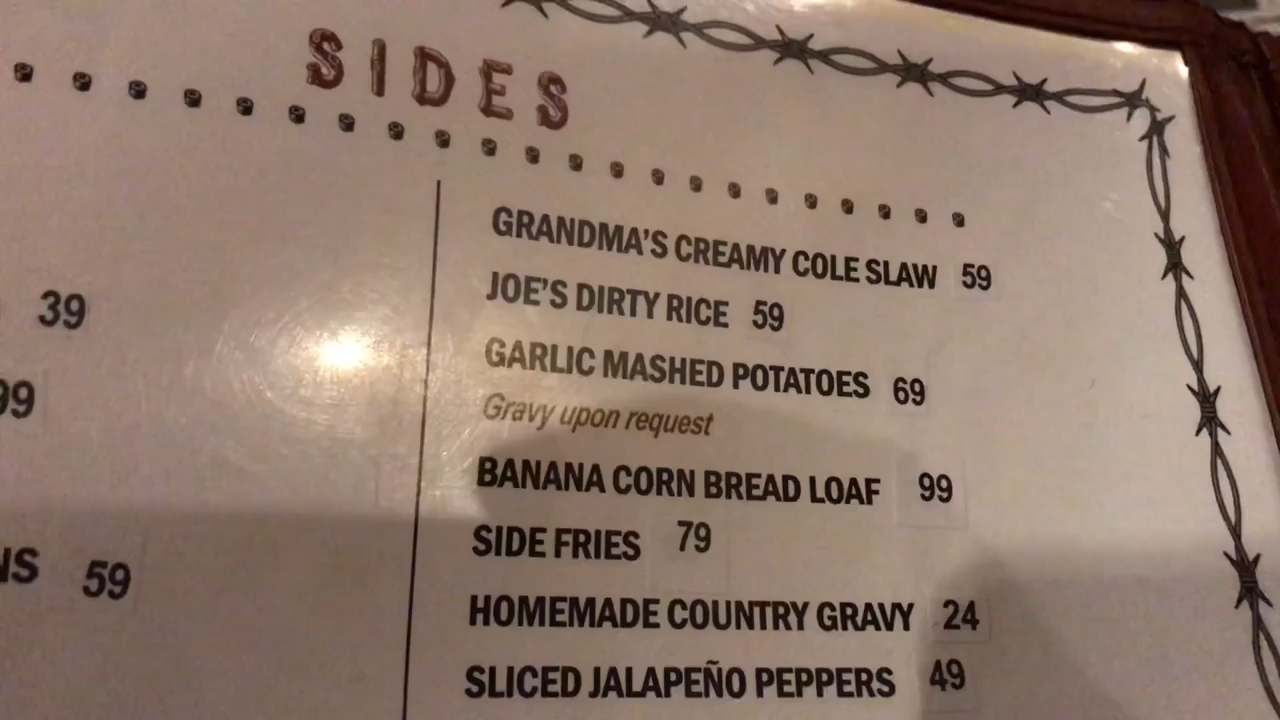 SIDES
39
99
59
GRANDMA'S CREAMY COLE SLAW 59
JOE'S DIRTY RICE 59
GARLIC MASHED POTATOES 69
Gravy upon request
BANANA CORN BREAD LOAF 99
SIDE FRIES 79
HOMEMADE COUNTRY GRAVY 24
SLICED JALAPEÑO PEPPERS 49